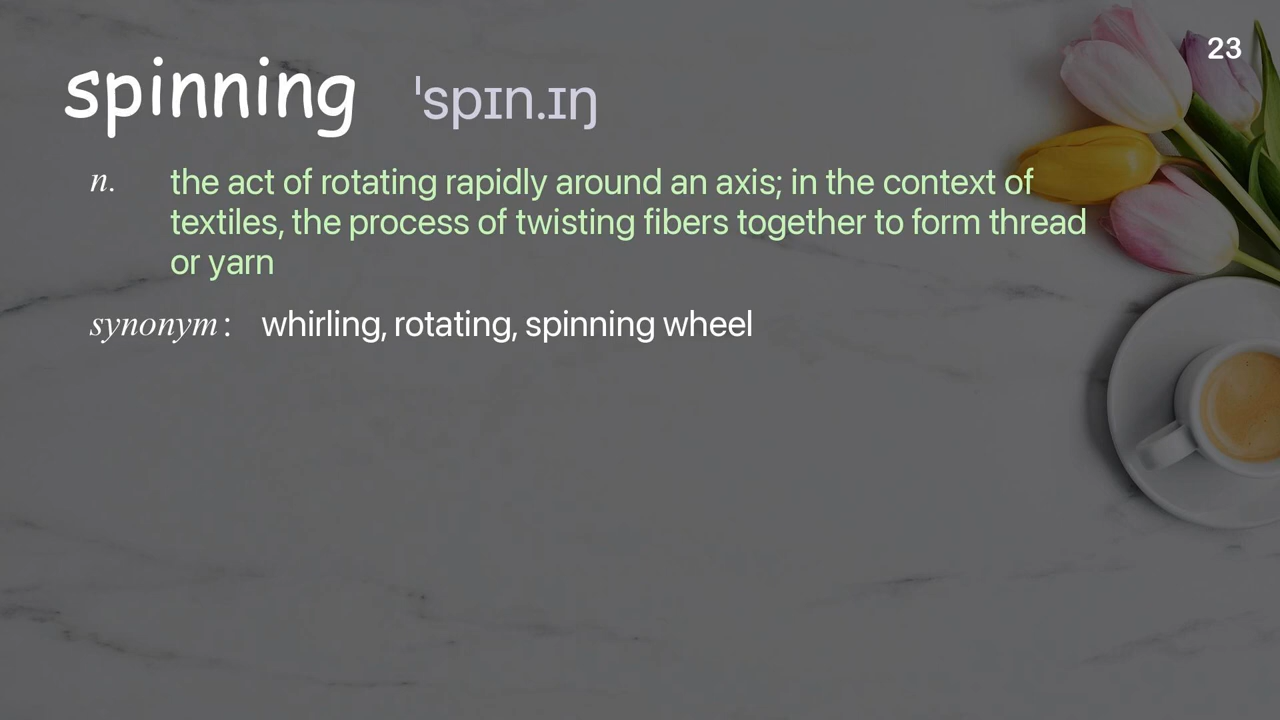 23
spinning ˈspɪn.ɪŋ
n. the act of rotating rapidly around an axis; in the context of
textiles, the process of twisting fibers together to form thread
or yarn
synonym : whirling, rotating, spinning wheel